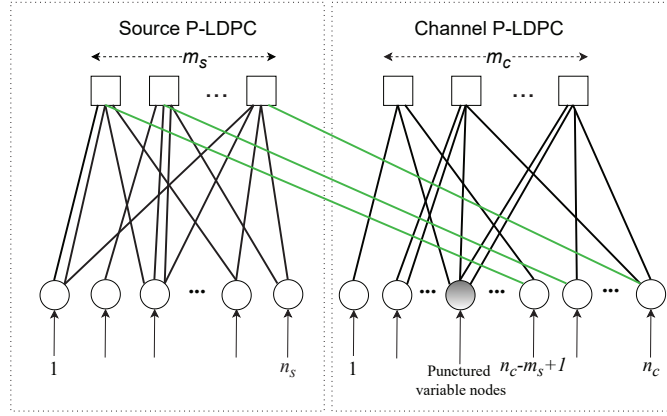 Source P-LDPC
Channel P-LDPC
m_s
m_c
...
...
...
...
...
...
1
n_s
1
Punctured
variable nodes
n_c-m_s+1
n_c